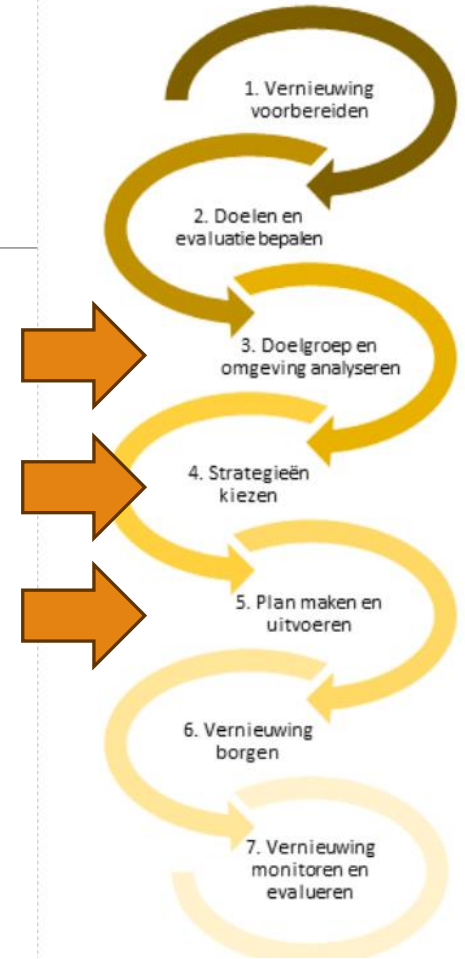 1. Vernieuwing
voorbereiden
2. Doelen en
evaluatie bepalen
3. Doelgroep en
omgeving analyseren
4. Strategieën
kiezen
5. Plan maken en
uitvoeren
6. Vernieuwing
borgen
7. Vernieuwing
monitoren en
evalueren